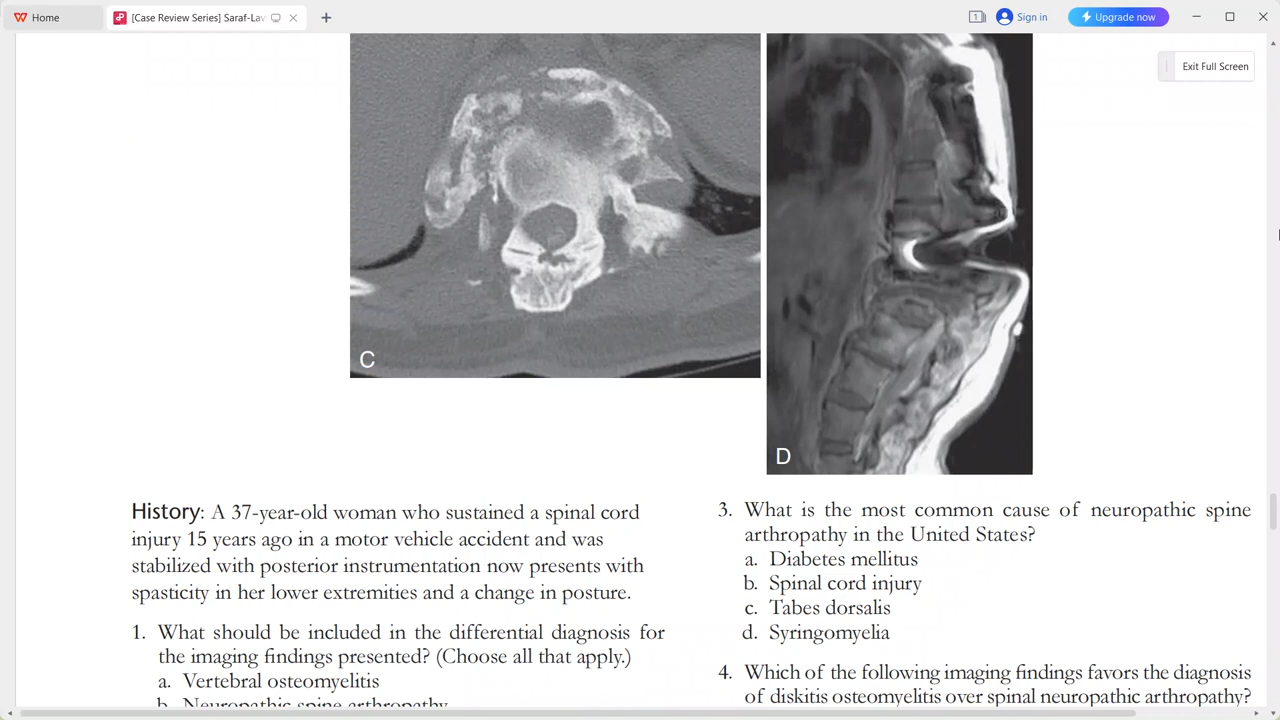 Home
[Case Review Series] Saraf-Lav
1
Sign in
Upgrade now
Exit Full Screen
C
D
History: A 37-year-old woman who sustained a spinal cord
injury 15 years ago in a motor vehicle accident and was
stabilized with posterior instrumentation now presents with
spasticity in her lower extremities and a change in posture.
1. What should be included in the differential diagnosis for
the imaging findings presented? (Choose all that apply.)
a. Vertebral osteomyelitis
b. Neuropathic spine arthropathy
3. What is the most common cause of neuropathic spine
arthropathy in the United States?
a. Diabetes mellitus
b. Spinal cord injury
c. Tabes dorsalis
d. Syringomyelia
4. Which of the following imaging findings favors the diagnosis
of diskitis osteomyelitis over spinal neuropathic arthropathy?